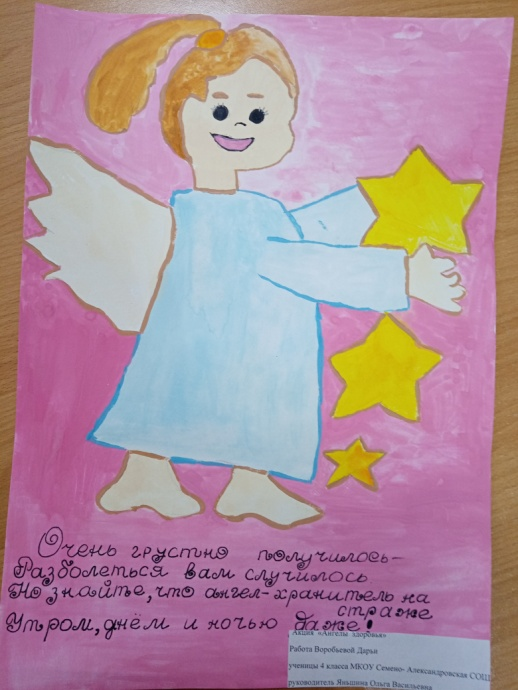 Очень грустно получилось-
Разболеться вам случилось
Но знайте, что ангел-хранитель на
страже
Утром, днём и ночью даже!
Акция «Ангелы здоровья»
Работа Воробьевой Дарьи
ученицы 4 класса МКОУ Семено- Александровская СОШ
руководитель Яньшина Ольга Васильевна